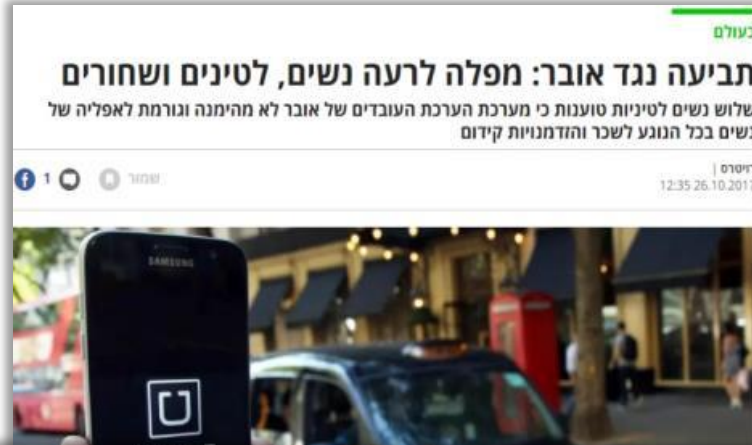 בעולם
תביעה נגד אובר: מפלה לרעה נשים, לטינים ושחורים
שלוש נשים לטיניות טוענות כי מערכת הערכת העובדים של אובר לא מהימנה וגורמת לאפליה של
נשים בכל הנוגע לשכר והזדמנויות קידום
רויטרס |
12:35 26.10.2017
שמור 1 f
SAMSUNG